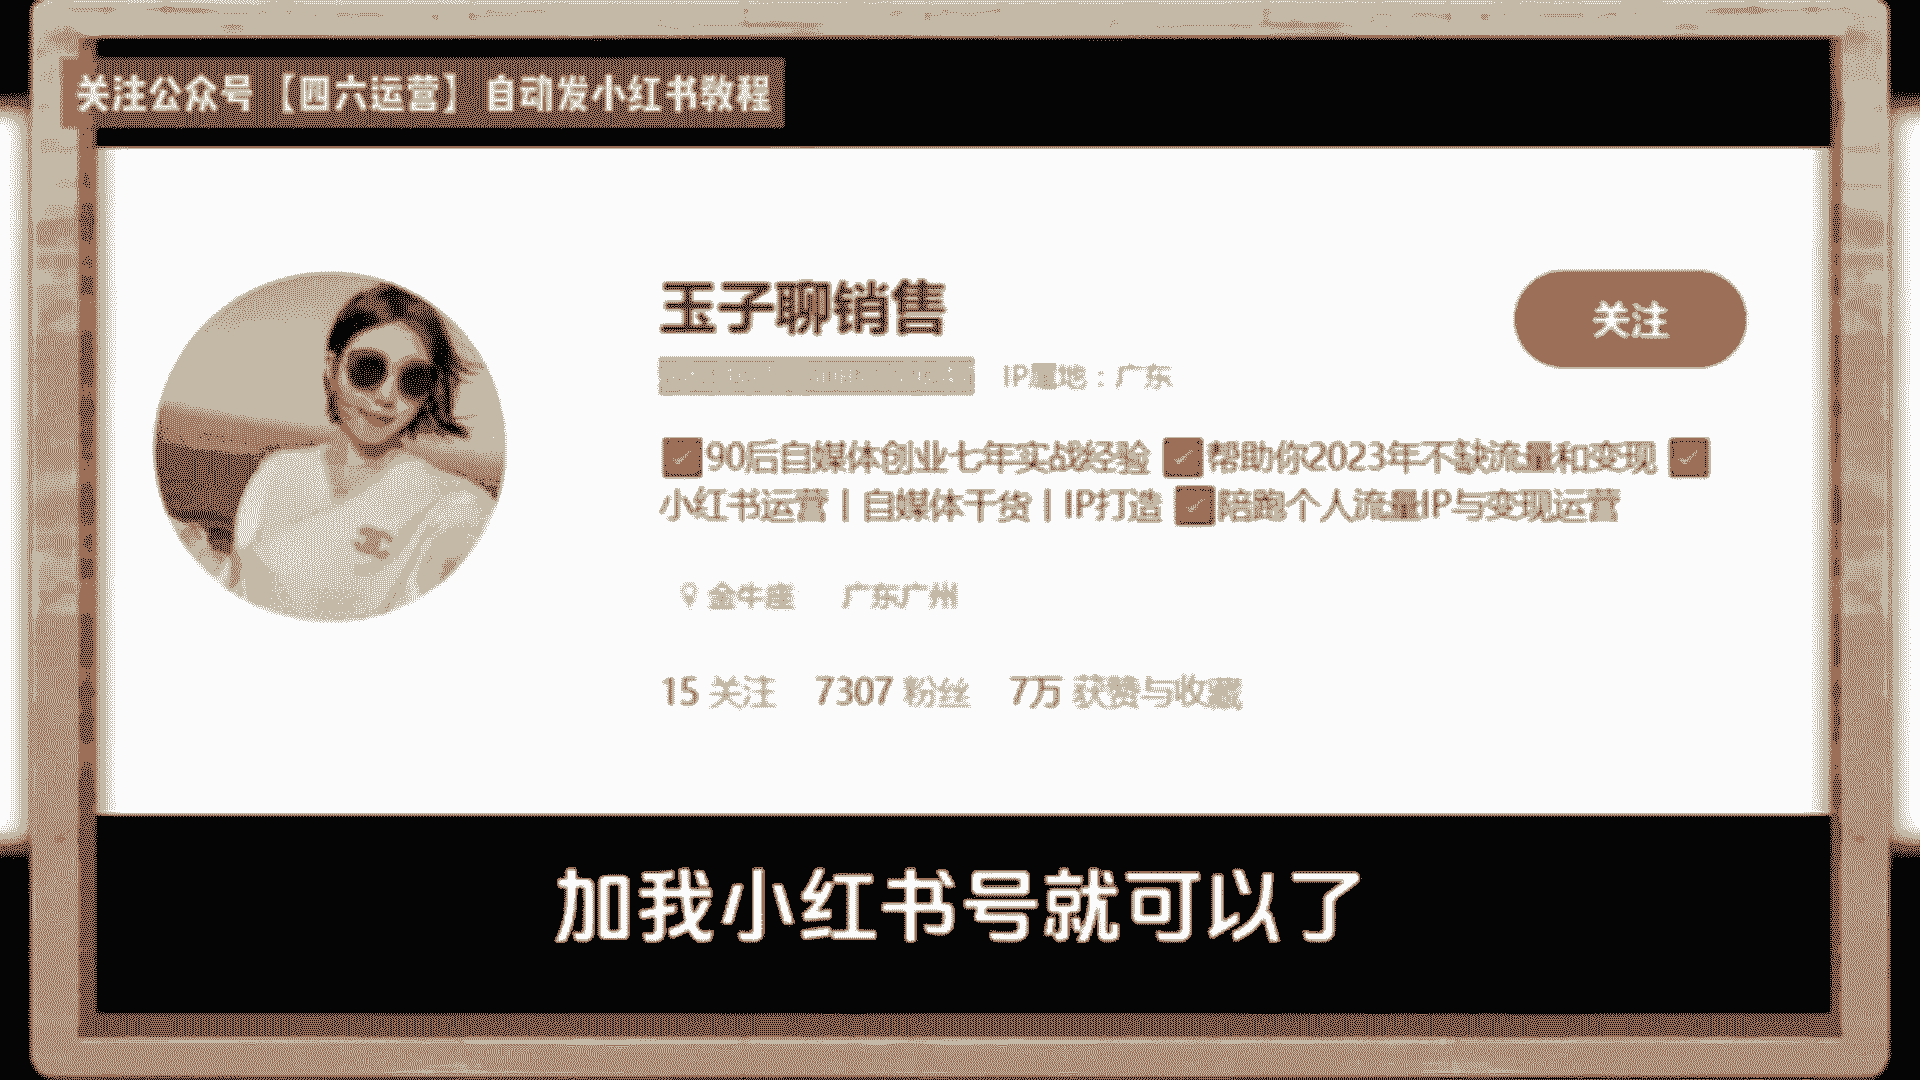 关注公众号【四六运营】自动发小红书教程
玉子聊销售
关注
IP属地：广东
90后自媒体创业七年实战经验 帮助你2023年不缺流量和变现
小红书运营丨自媒体干货丨IP打造 陪跑个人流量IP与变现运营
金牛座 广东广州
15 关注 7307 粉丝 7万 获赞与收藏
加我小红书号就可以了